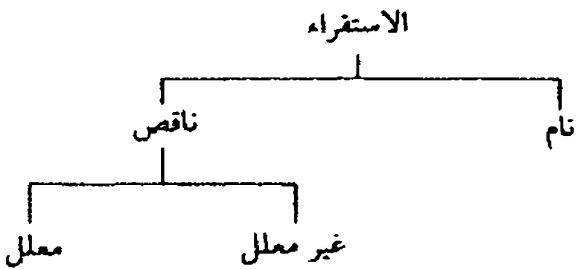 الاستقراء
تام
ناقص
غير معلل
معلل